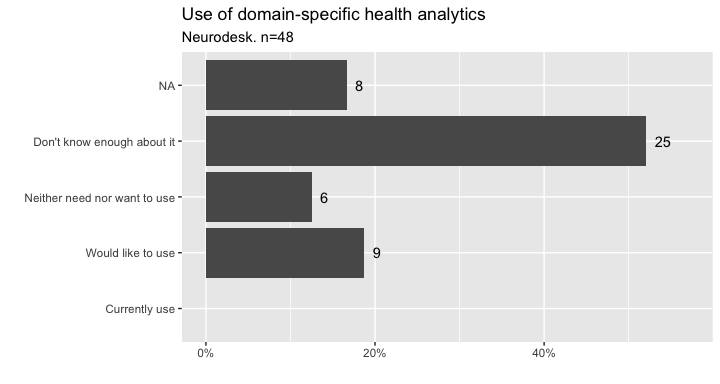 Use of domain-specific health analytics
Neurodesk. n=48
NA
8
Don't know enough about it
25
Neither need nor want to use
6
Would like to use
9
Currently use
0%
20%
40%